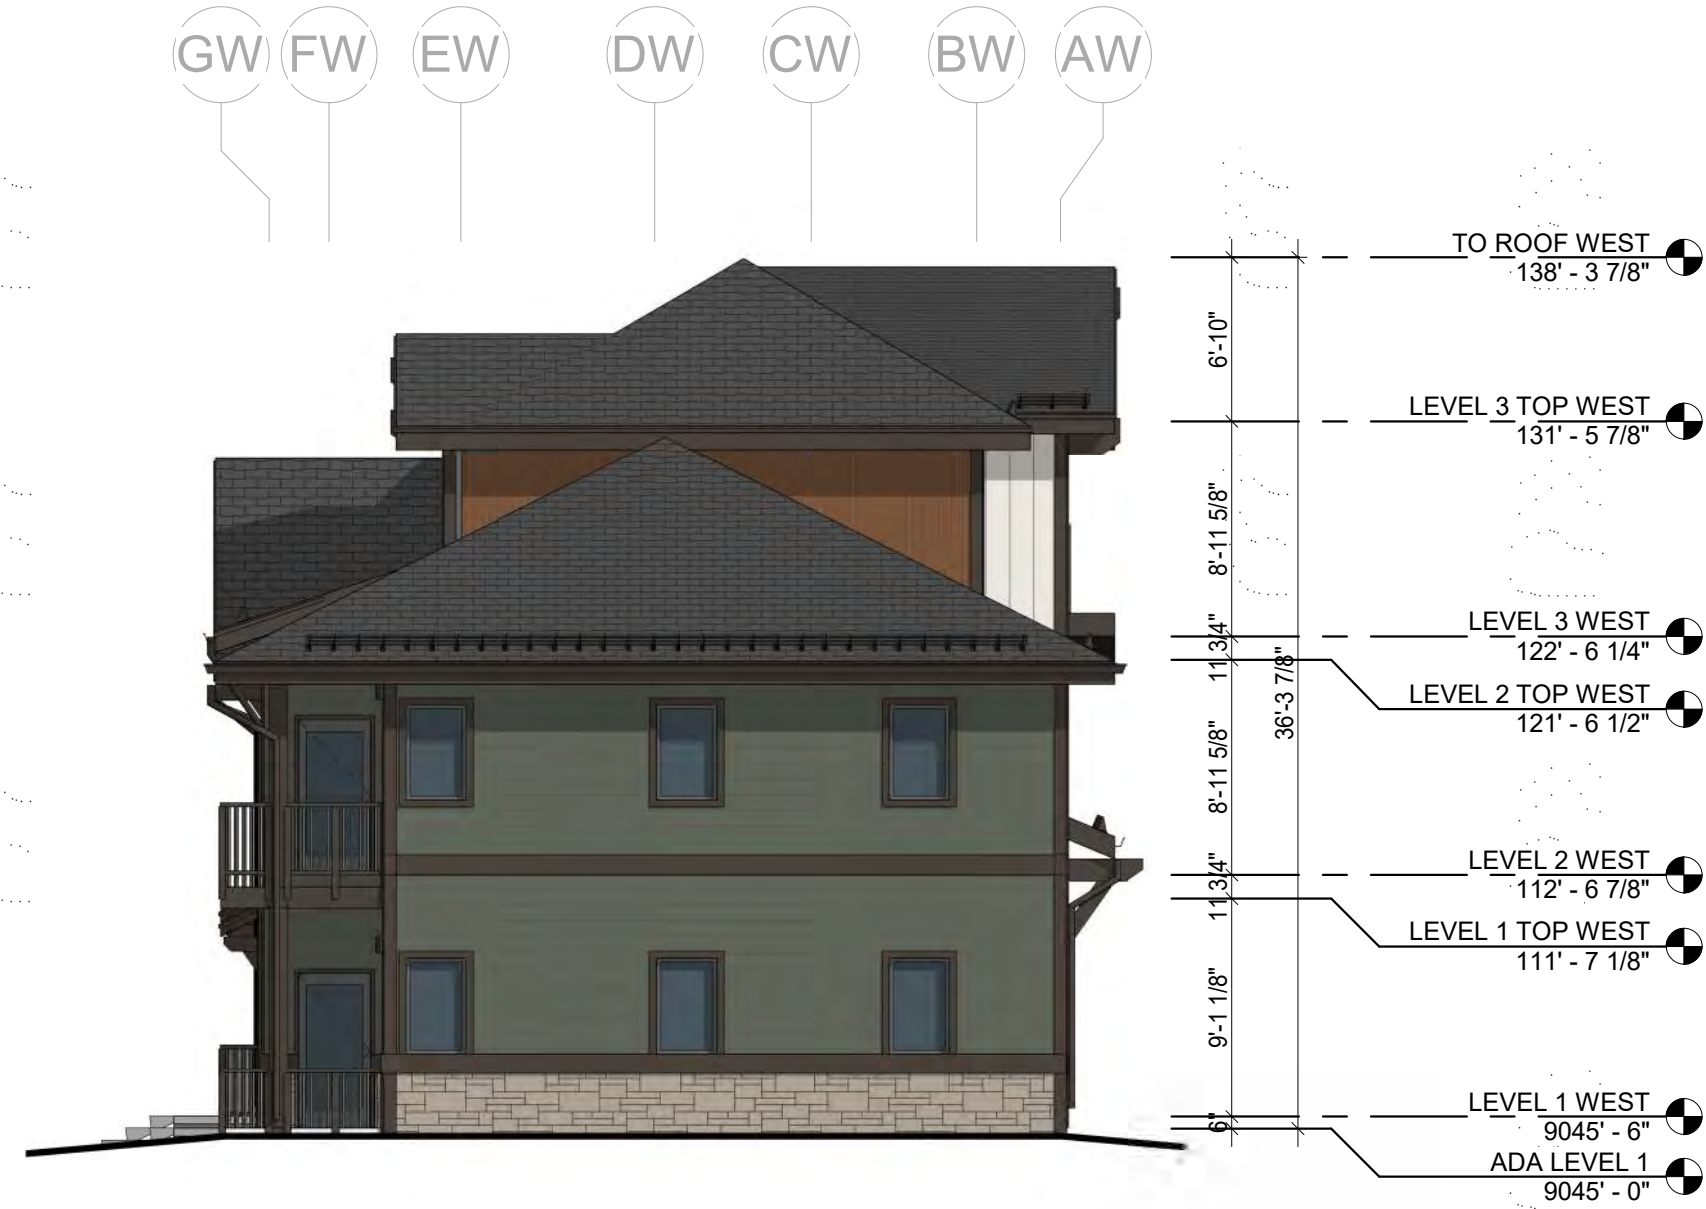 GW FW EW DW CW BW AW
TO ROOF WEST
138' - 3 7/8"
6'-10"
LEVEL 3 TOP WEST
131' - 5 7/8"
8'-11 5/8"
LEVEL 3 WEST
122' - 6 1/4"
11 3/4"
36'-3 7/8"
LEVEL 2 TOP WEST
121' - 6 1/2"
8'-11 5/8"
LEVEL 2 WEST
112' - 6 7/8"
11 3/4"
LEVEL 1 TOP WEST
111' - 7 1/8"
9'-1 1/8"
LEVEL 1 WEST
9045' - 6"
6"
ADA LEVEL 1
9045' - 0"